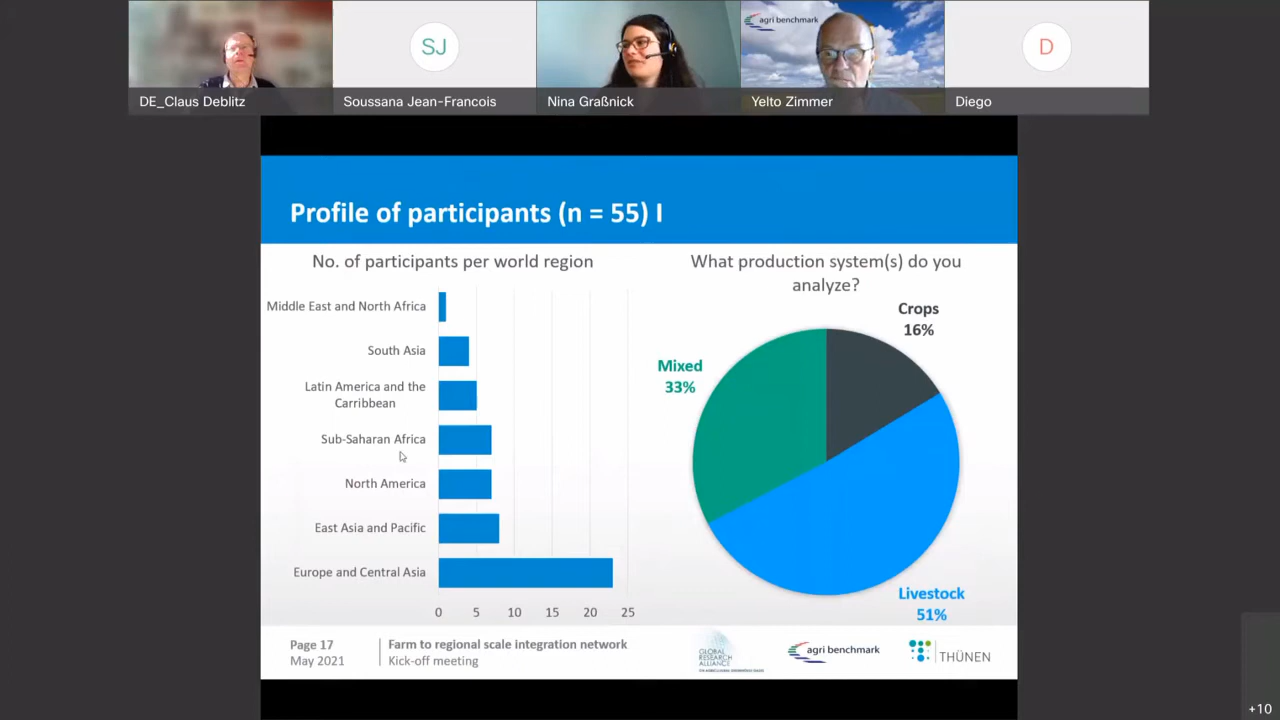 agri benchmark
SJ
D
DE_Claus Deblitz
Soussana Jean-Francois
Nina Graßnick
Yelto Zimmer
Diego
Profile of participants (n = 55) I
No. of participants per world region
Middle East and North Africa
South Asia
Latin America and the
Carribbean
Sub-Saharan Africa
North America
East Asia and Pacific
Europe and Central Asia
0 5 10 15 20 25
What production system(s) do you
analyze?
Crops
16%
Mixed
33%
Livestock
51%
Page 17
May 2021
Farm to regional scale integration network
Kick-off meeting
GLOBAL
RESEARCH
ALLIANCE
agri benchmark
THÜNEN
+10